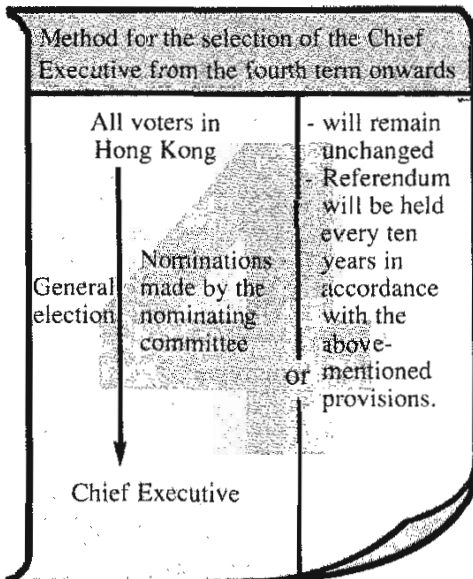 Method for the selection of the Chief
Executive from the fourth term onwards
All voters in
Hong Kong
General
election
Nominations
made by the
nominating
committee
Chief Executive
or
- will remain
unchanged
- Referendum
will be held
every ten
years in
accordance
with the
above-
mentioned
provisions.